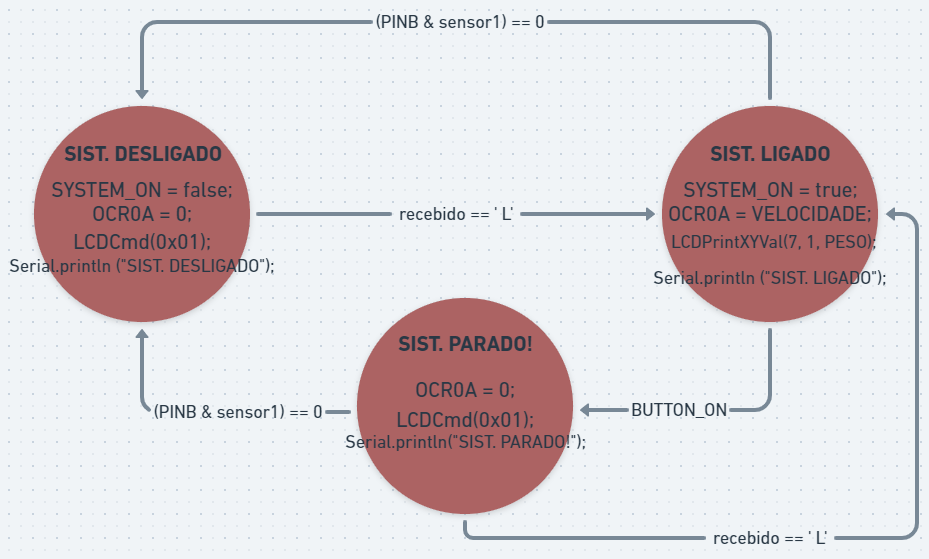 (PINB & sensor1) == 0
SIST. DESLIGADO
SYSTEM_ON = false;
OCR0A = 0;
LCDCmd(0x01);
Serial.println ("SIST. DESLIGADO");
recebido == ' L'
SIST. LIGADO
SYSTEM_ON = true;
OCR0A = VELOCIDADE;
LCDPrintXYVal(7, 1, PESO);
Serial.println ("SIST. LIGADO");
SIST. PARADO!
OCR0A = 0;
LCDCmd(0x01);
Serial.println("SIST. PARADO!");
(PINB & sensor1) == 0
BUTTON_ON
recebido == ' L'